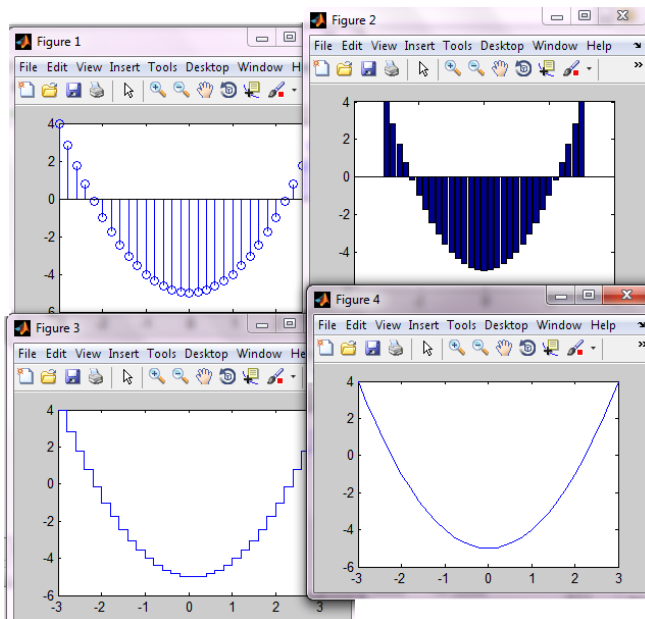 Figure 1
File Edit View Insert Tools Desktop Window He
4
2
0
-2
-4
-6
Figure 2
File Edit View Insert Tools Desktop Window Help
»
4
2
0
-2
-4
Figure 3
File Edit View Insert Tools Desktop Window H
4
2
0
-2
-4
-6
-3 -2 -1 0 1 2 3
Figure 4
File Edit View Insert Tools Desktop Window Help
»
4
2
0
-2
-4
-6
-3 -2 -1 0 1 2 3